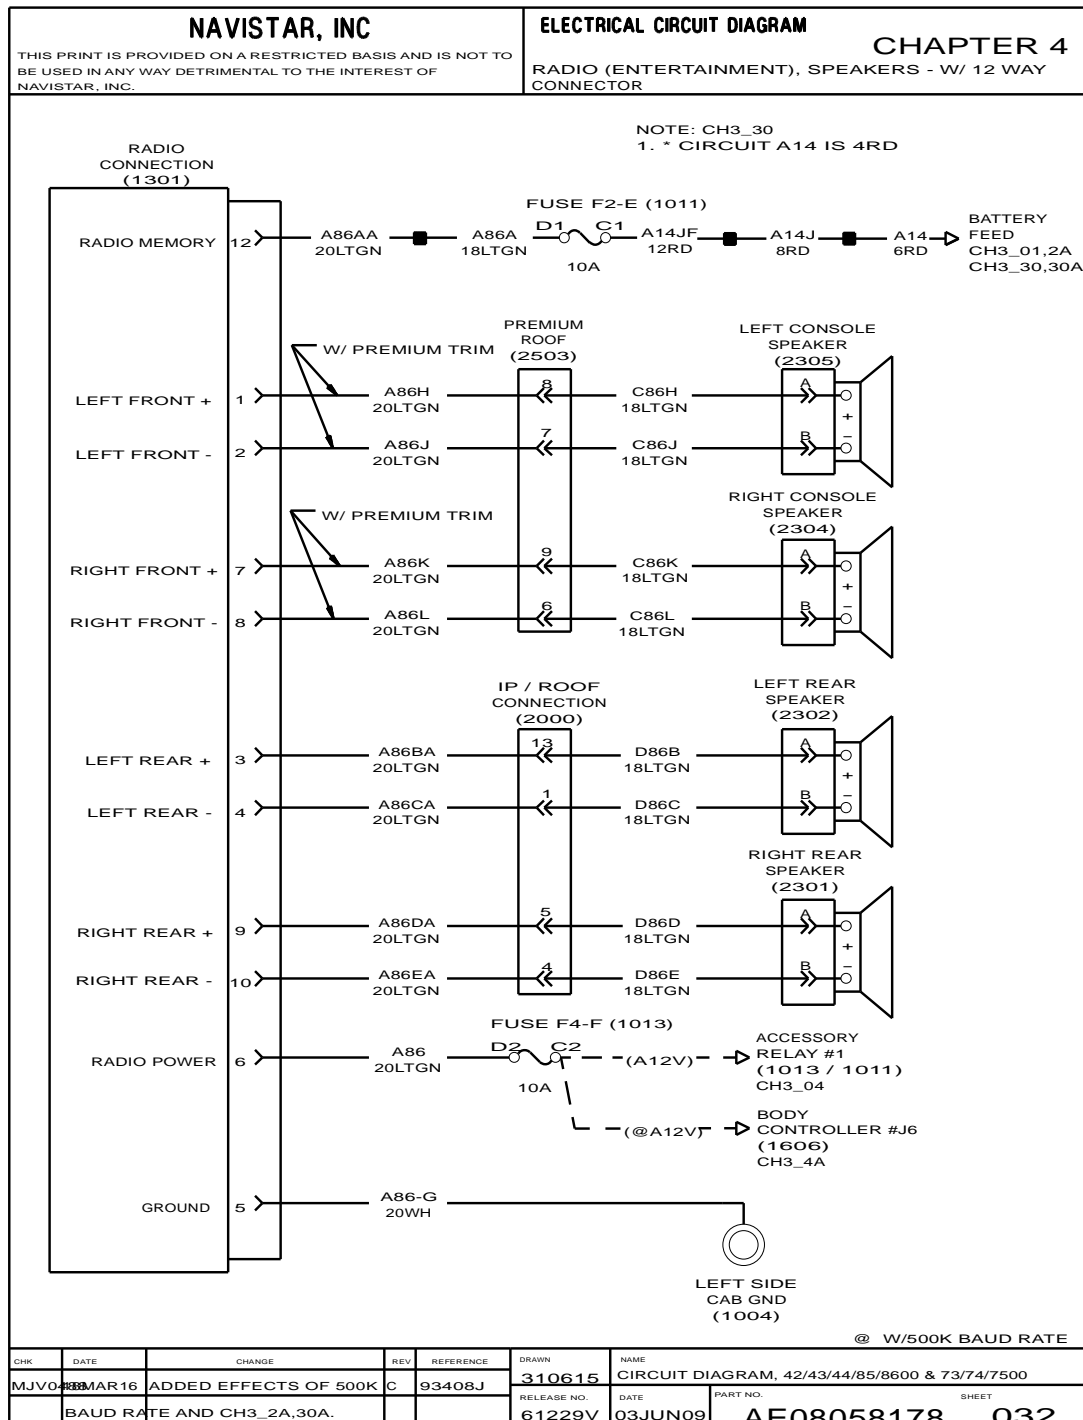 NAVISTAR, INC
THIS PRINT IS PROVIDED ON A RESTRICTED BASIS AND IS NOT TO
BE USED IN ANY WAY DETRIMENTAL TO THE INTEREST OF
NAVISTAR, INC.
ELECTRICAL CIRCUIT DIAGRAM
CHAPTER 4
RADIO (ENTERTAINMENT), SPEAKERS - W/ 12 WAY
CONNECTOR
NOTE: CH3_30
1. * CIRCUIT A14 IS 4RD
RADIO
CONNECTION
(1301)
FUSE F2-E (1011)
D1 C1
10A
RADIO MEMORY 12 A86AA A86A A14JF A14J A14
20LTGN 18LTGN 12RD 8RD 6RD
BATTERY
FEED
CH3_01,2A
CH3_30,30A
PREMIUM
ROOF
(2503)
LEFT CONSOLE
SPEAKER
(2305)
W/ PREMIUM TRIM
LEFT FRONT + 1 A86H 8 C86H A
20LTGN 18LTGN
+
LEFT FRONT - 2 A86J 7 C86J B −
20LTGN 18LTGN
RIGHT CONSOLE
SPEAKER
(2304)
W/ PREMIUM TRIM
RIGHT FRONT + 7 A86K 9 C86K A
20LTGN 18LTGN
+
RIGHT FRONT - 8 A86L 6 C86L B −
20LTGN 18LTGN
IP / ROOF
CONNECTION
(2000)
LEFT REAR
SPEAKER
(2302)
LEFT REAR + 3 A86BA 13 D86B A
20LTGN 18LTGN
+
LEFT REAR - 4 A86CA 1 D86C B −
20LTGN 18LTGN
RIGHT REAR
SPEAKER
(2301)
RIGHT REAR + 9 A86DA 5 D86D A
20LTGN 18LTGN
+
RIGHT REAR - 10 A86EA 4 D86E B −
20LTGN 18LTGN
FUSE F4-F (1013)
D2 C2
10A
RADIO POWER 6 A86 (A12V)
20LTGN
ACCESSORY
RELAY #1
(1013 / 1011)
CH3_04
(@A12V)
BODY
CONTROLLER #J6
(1606)
CH3_4A
GROUND 5 A86-G
20WH
LEFT SIDE
CAB GND
(1004)
@ W/500K BAUD RATE
CHK DATE CHANGE REV REFERENCE
MAR16 ADDED EFFECTS OF 500K C 93408J
BAUD RATE AND CH3_2A,30A.
DRAWN
310615
NAME
CIRCUIT DIAGRAM, 42/43/44/85/8600 & 73/74/7500
RELEASE NO.
61229V
DATE
03JUN09
PART NO.
AE08058178
SHEET
032